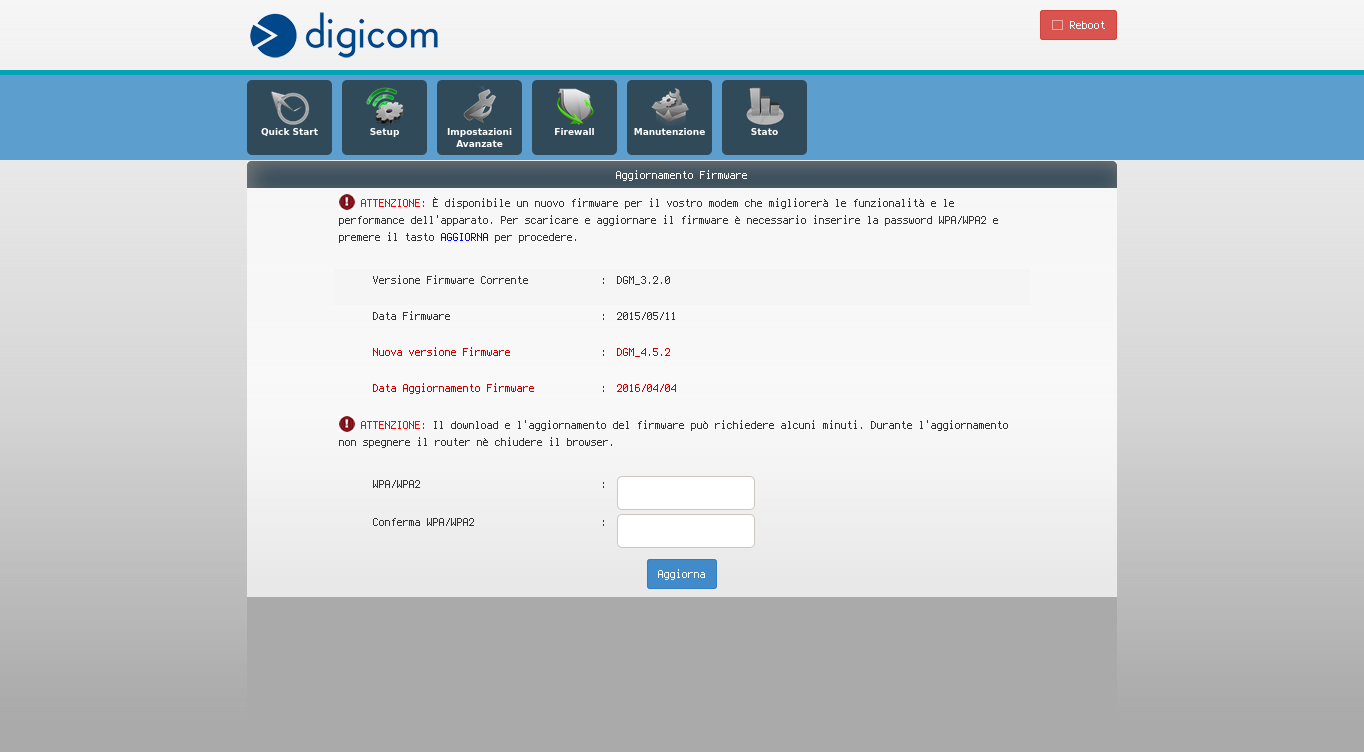 digicom
Reboot
Quick Start
Setup
Impostazioni
Avanzate
Firewall
Manutenzione
Stato
Aggiornamento Firmware
ATTENZIONE: È disponibile un nuovo firmware per il vostro modem che migliorerà le funzionalità e le
performance dell'apparato. Per scaricare e aggiornare il firmware è necessario inserire la password WPA/WPA2 e
premere il tasto AGGIORNA per procedere.
Versione Firmware Corrente : DGM_3.2.0
Data Firmware : 2015/05/11
Nuova versione Firmware : DGM_4.5.2
Data Aggiornamento Firmware : 2016/04/04
ATTENZIONE: Il download e l'aggiornamento del firmware può richiedere alcuni minuti. Durante l'aggiornamento
non spegnere il router nè chiudere il browser.
WPA/WPA2 :
Conferma WPA/WPA2 :
Aggiorna